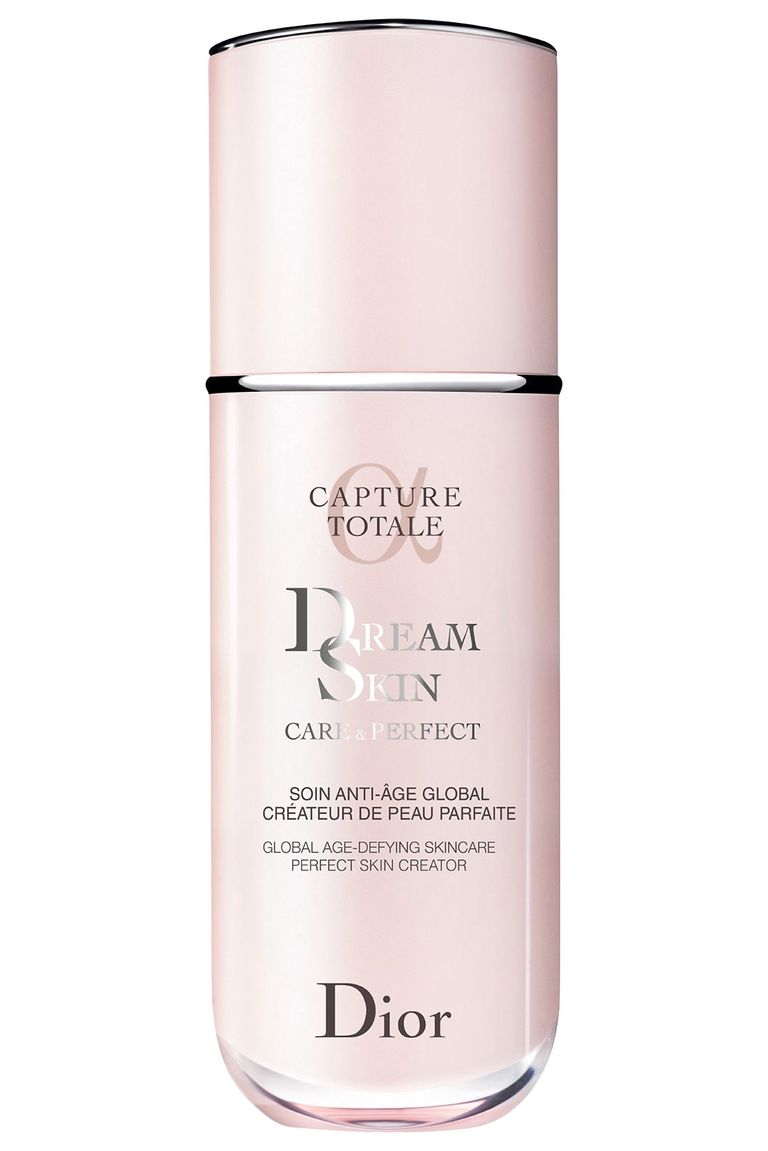 CAPTURE
TOTALE
DREAM
SKIN
CARE & PERFECT
SOIN ANTI-ÂGE GLOBAL
CRÉATEUR DE PEAU PARFAITE
GLOBAL AGE-DEFYING SKINCARE
PERFECT SKIN CREATOR
Dior